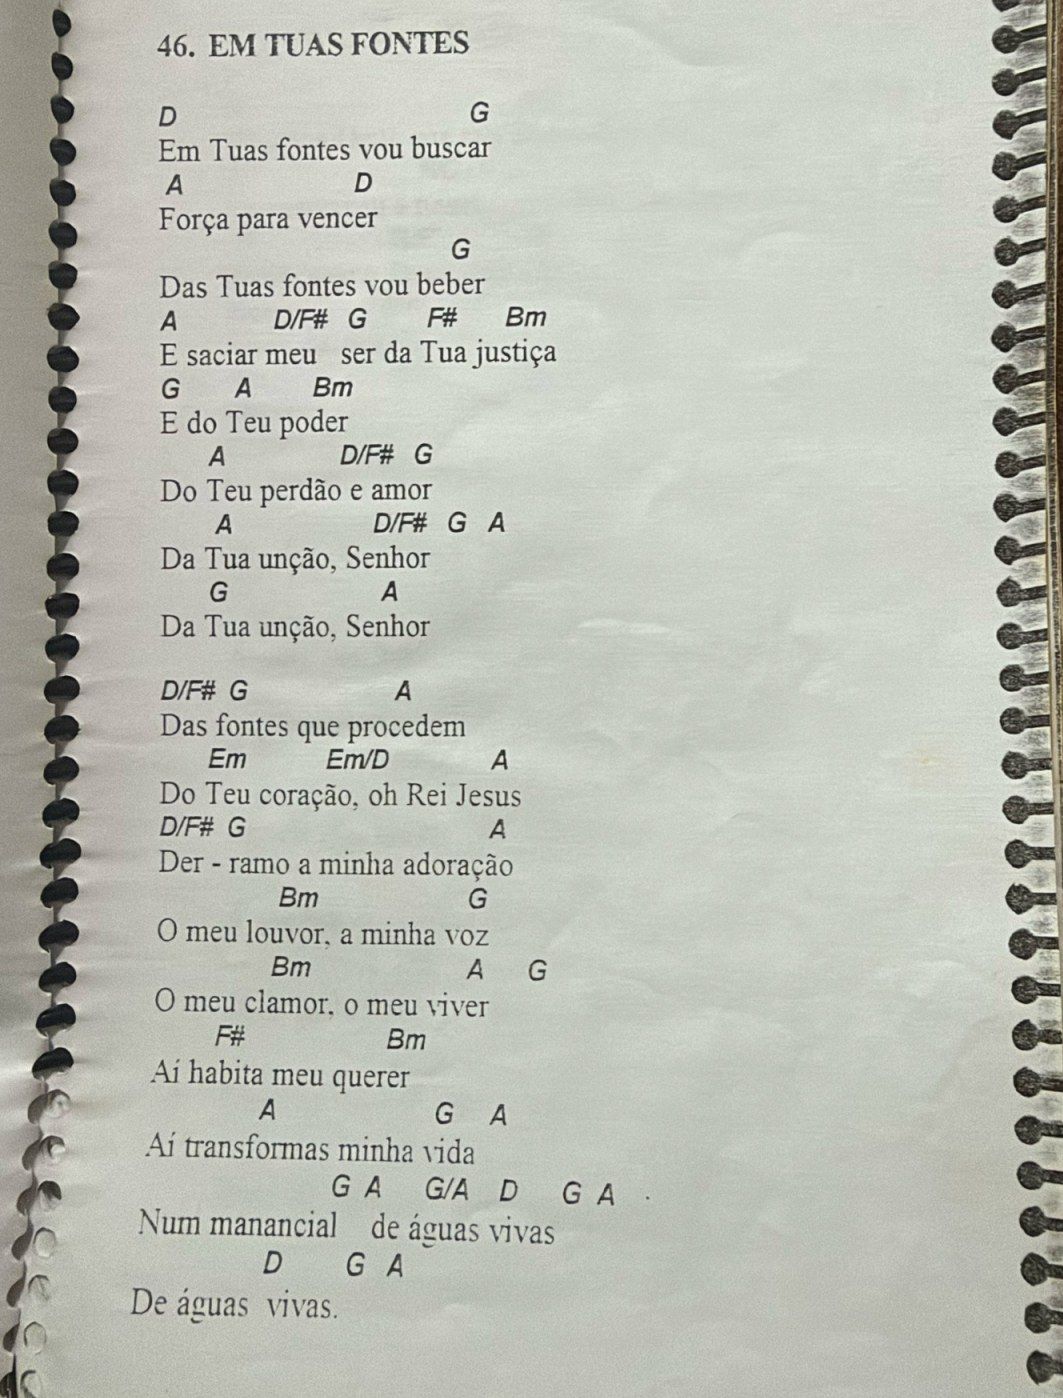 46. EM TUAS FONTES
D G
Em Tuas fontes vou buscar
A D
Força para vencer
G
Das Tuas fontes vou beber
A D/F# G F# Bm
E saciar meu ser da Tua justiça
G A Bm
E do Teu poder
A D/F# G
Do Teu perdão e amor
A D/F# G A
Da Tua unção, Senhor
G A
Da Tua unção, Senhor
D/F# G A
Das fontes que procedem
Em Em/D A
Do Teu coração, oh Rei Jesus
D/F# G A
Der - ramo a minha adoração
Bm G
O meu louvor, a minha voz
Bm A G
O meu clamor, o meu viver
F# Bm
Aí habita meu querer
A G A
Aí transformas minha vida
G A G/A D G A
Num manancial de águas vivas
D G A
De águas vivas.